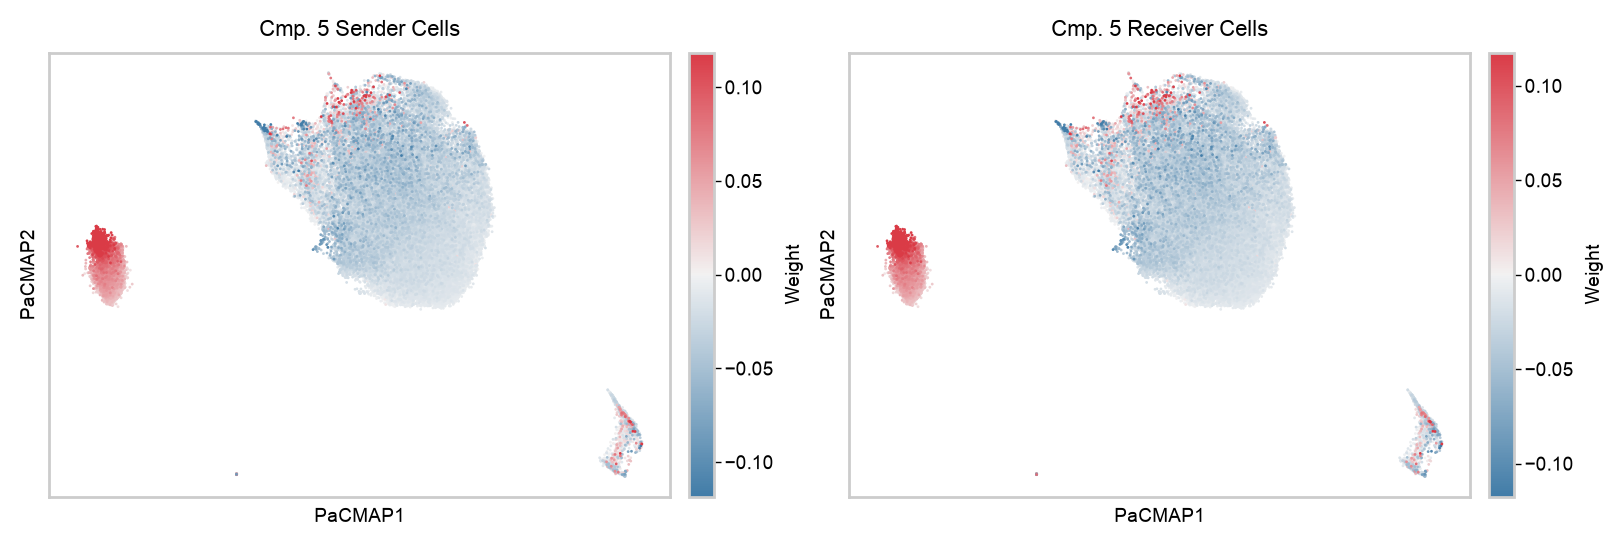 Cmp. 5 Sender Cells
PaCMAP2
PaCMAP1
0.10
0.05
0.00
−0.05
−0.10
Weight
Cmp. 5 Receiver Cells
PaCMAP2
PaCMAP1
0.10
0.05
0.00
−0.05
−0.10
Weight